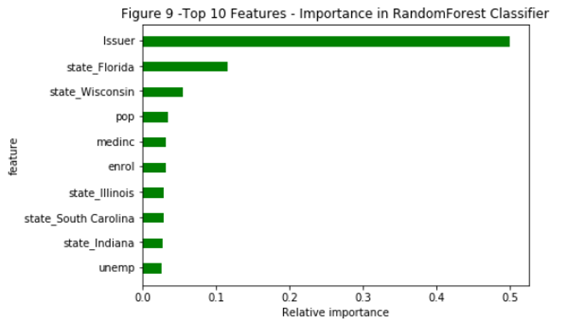 Figure 9 -Top 10 Features - Importance in RandomForest Classifier
Issuer
state_Florida
state_Wisconsin
pop
medinc
enrol
state_Illinois
state_South Carolina
state_Indiana
unemp
feature
0.0 0.1 0.2 0.3 0.4 0.5
Relative importance